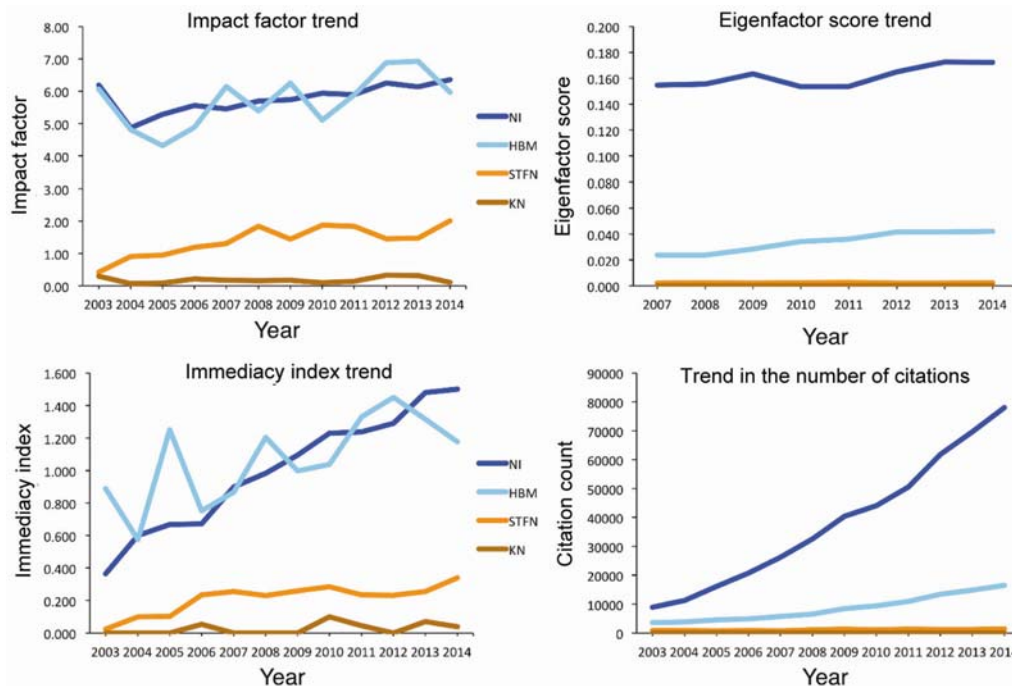 Impact factor trend
8.00
7.00
6.00
5.00
4.00
3.00
2.00
1.00
0.00
Impact factor
2003 2004 2005 2006 2007 2008 2009 2010 2011 2012 2013 2014
Year
NI
HBM
STFN
KN
Eigenfactor score trend
0.200
0.180
0.160
0.140
0.120
0.100
0.080
0.060
0.040
0.020
0.000
Eigenfactor score
2007 2008 2009 2010 2011 2012 2013 2014
Year
Immediacy index trend
1.600
1.400
1.200
1.000
0.800
0.600
0.400
0.200
0.000
Immediacy index
2003 2004 2005 2006 2007 2008 2009 2010 2011 2012 2013 2014
Year
NI
HBM
STFN
KN
Trend in the number of citations
90000
80000
70000
60000
50000
40000
30000
20000
10000
0
Citation count
2003 2004 2005 2006 2007 2008 2009 2010 2011 2012 2013 2014
Year